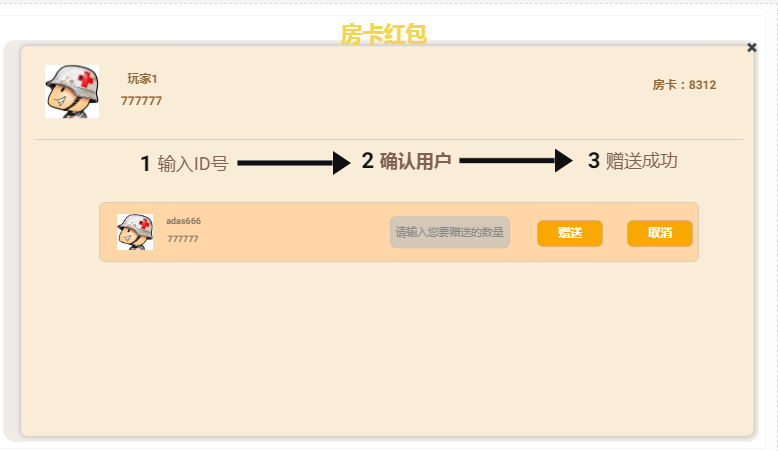 房卡红包
玩家1
777777
房卡：8312
1 输入ID号 2 确认用户 3 赠送成功
adas666
777777
请输入您要赠送的数量
赠送
取消